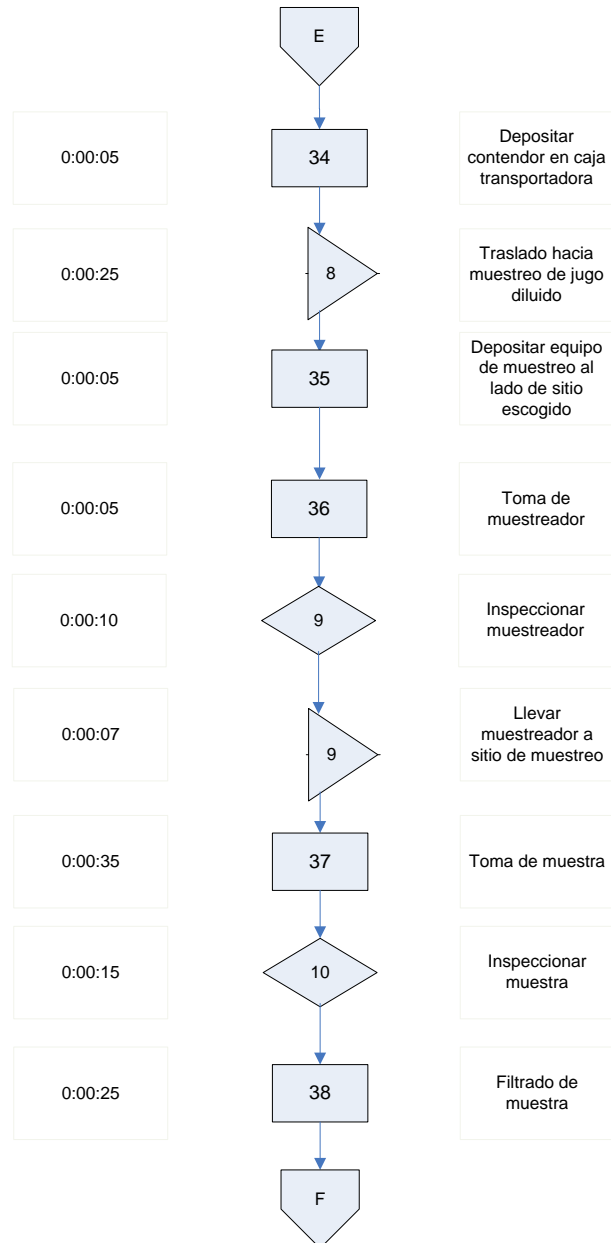 E
0:00:05
34
Depositar
contendor en caja
transportadora
0:00:25
8
Traslado hacia
muestreo de jugo
diluido
0:00:05
35
Depositar equipo
de muestreo al
lado de sitio
escogido
0:00:05
36
Toma de
muestreador
0:00:10
9
Inspeccionar
muestreador
0:00:07
9
Llevar
muestreador a
sitio de muestreo
0:00:35
37
Toma de muestra
0:00:15
10
Inspeccionar
muestra
0:00:25
38
Filtrado de
muestra
F